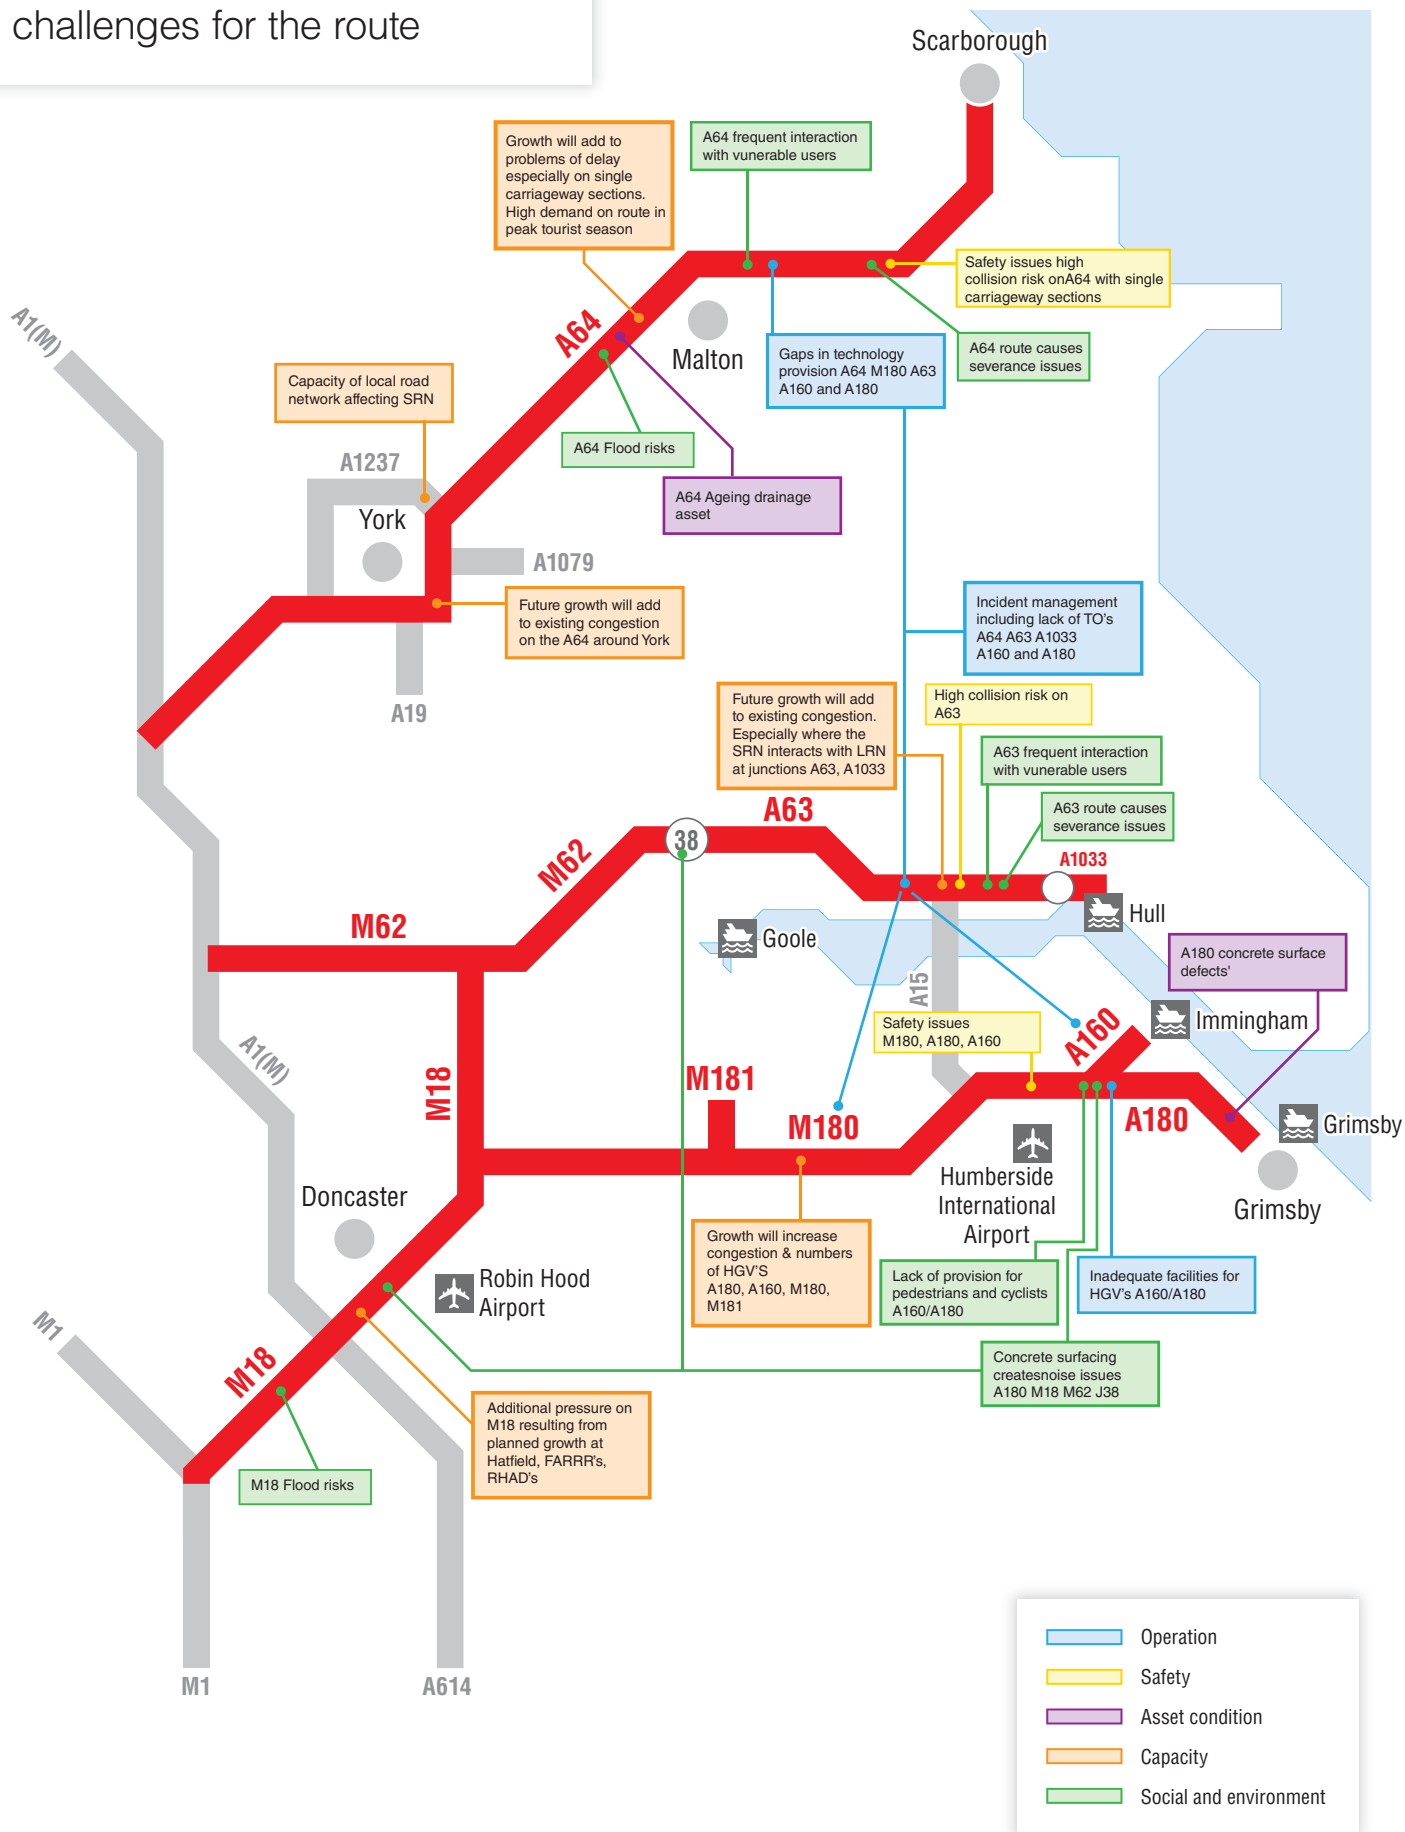 challenges for the route
Scarborough
Growth will add to
problems of delay
especially on single
carriageway sections.
High demand on route in
peak tourist season
A64 frequent interaction
with vunerable users
Safety issues high
collision risk onA64 with single
carriageway sections
A1(M)
A64
Malton
Gaps in technology
provision A64 M180 A63
A160 and A180
A64 route causes
severance issues
Capacity of local road
network affecting SRN
A64 Flood risks
A1237
A64 Ageing drainage
asset
York
A1079
Future growth will add
to existing congestion
on the A64 around York
Incident management
including lack of TO's
A64 A63 A1033
A160 and A180
A19
Future growth will add
to existing congestion.
Especially where the
SRN interacts with LRN
at junctions A63, A1033
High collision risk on
A63
A63 frequent interaction
with vunerable users
A63 route causes
severance issues
A63
38
M62
A1033
M62
Hull
Goole
A180 concrete surface
defects'
A15
Immingham
Safety issues
M180, A180, A160
A160
A1(M)
M18
M181
M180
A180
Grimsby
Humberside
International
Airport
Grimsby
Doncaster
Robin Hood
Airport
Growth will increase
congestion & numbers
of HGV'S
A180, A160, M180,
M181
Lack of provision for
pedestrians and cyclists
A160/A180
Inadequate facilities for
HGV's A160/A180
M1
M18
Concrete surfacing
createsnoise issues
A180 M18 M62 J38
Additional pressure on
M18 resulting from
planned growth at
Hatfield, FARRR's,
RHAD's
M18 Flood risks
M1
A614
Operation
Safety
Asset condition
Capacity
Social and environment